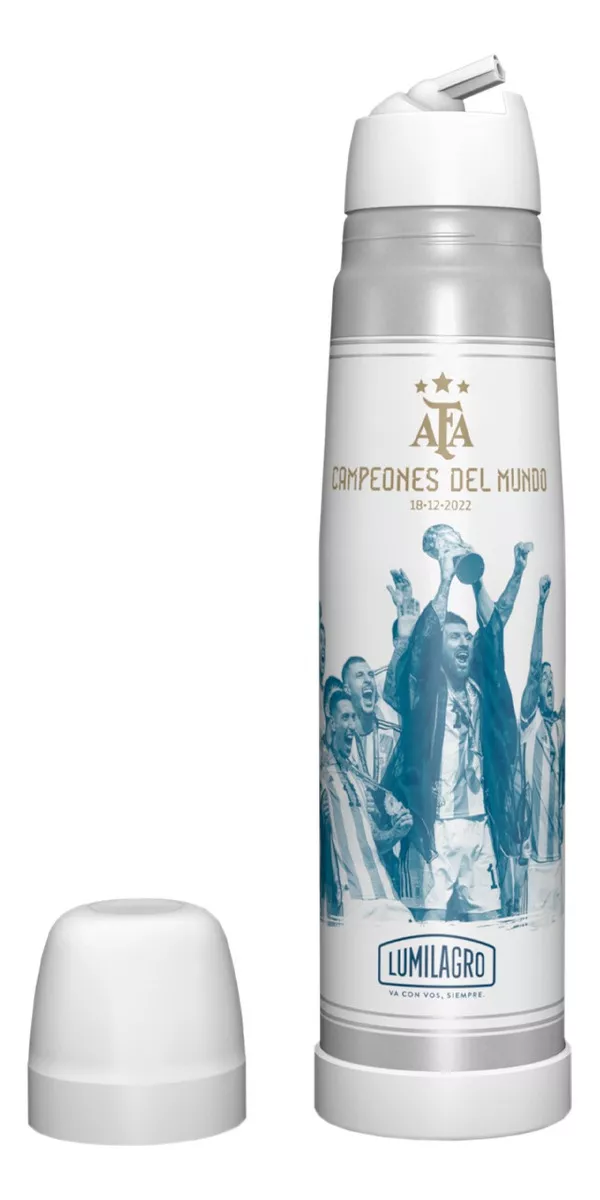 AFA
CAMPEONES DEL MUNDO
18•12•2022
LUMILAGRO
VA CON VOS, SIEMPRE.